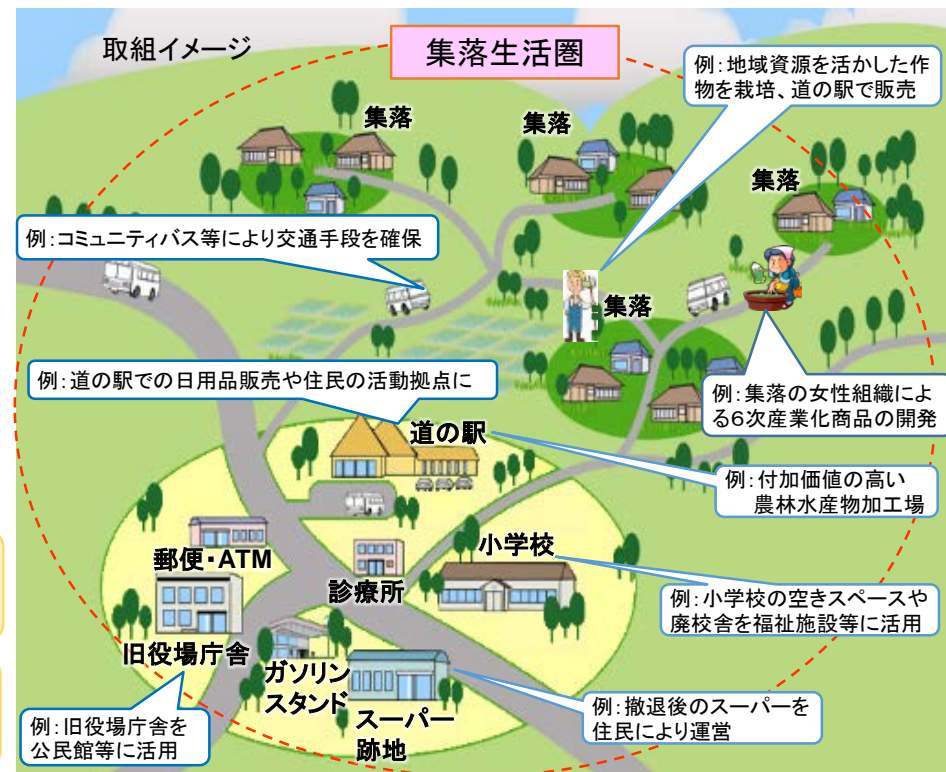 取組イメージ
集落生活圏
例：地域資源を活かした作
物を栽培、道の駅で販売
集落
集落
集落
例：コミュニティバス等により交通手段を確保
集落
例：道の駅での日用品販売や住民の活動拠点に
例：集落の女性組織によ
る６次産業化商品の開発
道の駅
例：付加価値の高い
農林水産物加工場
郵便・ATM
診療所
小学校
例：小学校の空きスペースや
廃校舎を福祉施設等に活用
旧役場庁舎
ガソリン
スタンド
スーパー
跡地
例：旧役場庁舎を
公民館等に活用
例：撤退後のスーパーを
住民により運営